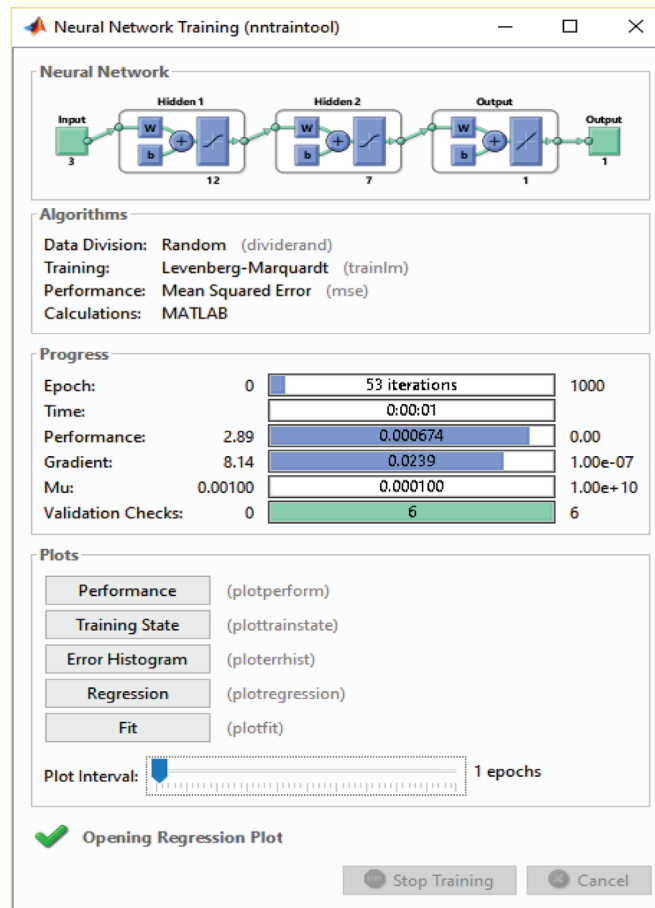 Neural Network Training (nntraintool)
Neural Network
Hidden 1 Hidden 2 Output
Input Output
W W W
b b b
3 12 7 1 1
Algorithms
Data Division: Random (dividerand)
Training: Levenberg-Marquardt (trainlm)
Performance: Mean Squared Error (mse)
Calculations: MATLAB
Progress
Epoch: 0 53 iterations 1000
Time: 0:00:01
Performance: 2.89 0.000674 0.00
Gradient: 8.14 0.0239 1.00e-07
Mu: 0.00100 0.000100 1.00e+10
Validation Checks: 0 6 6
Plots
Performance (plotperform)
Training State (plottrainstate)
Error Histogram (ploterrhist)
Regression (plotregression)
Fit (plotfit)
Plot Interval: 1 epochs
Opening Regression Plot
Stop Training Cancel